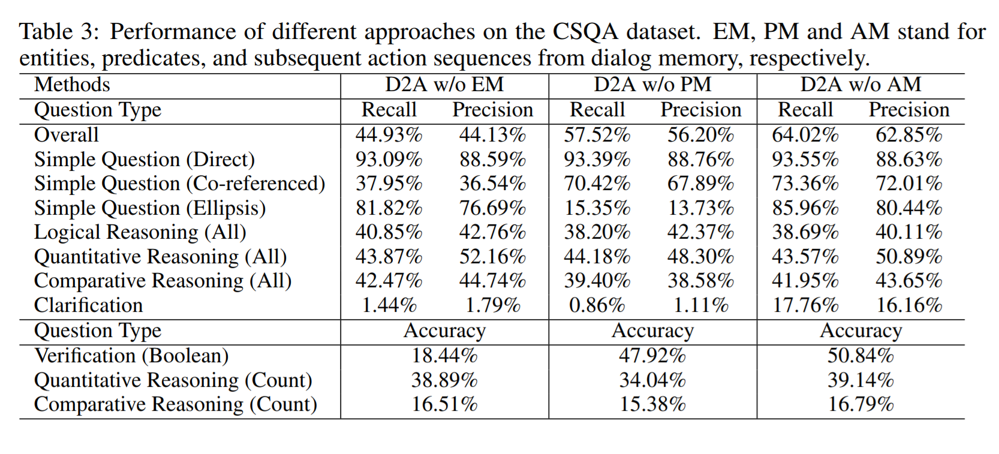 Table 3: Performance of different approaches on the CSQA dataset. EM, PM and AM stand for
entities, predicates, and subsequent action sequences from dialog memory, respectively.
Methods D2A w/o EM D2A w/o PM D2A w/o AM
Question Type Recall Precision Recall Precision Recall Precision
Overall 44.93% 44.13% 57.52% 56.20% 64.02% 62.85%
Simple Question (Direct) 93.09% 88.59% 93.39% 88.76% 93.55% 88.63%
Simple Question (Co-referenced) 37.95% 36.54% 70.42% 67.89% 73.36% 72.01%
Simple Question (Ellipsis) 81.82% 76.69% 15.35% 13.73% 85.96% 80.44%
Logical Reasoning (All) 40.85% 42.76% 38.20% 42.37% 38.69% 40.11%
Quantitative Reasoning (All) 43.87% 52.16% 44.18% 48.30% 43.57% 50.89%
Comparative Reasoning (All) 42.47% 44.74% 39.40% 38.58% 41.95% 43.65%
Clarification 1.44% 1.79% 0.86% 1.11% 17.76% 16.16%
Question Type Accuracy Accuracy Accuracy
Verification (Boolean) 18.44% 47.92% 50.84%
Quantitative Reasoning (Count) 38.89% 34.04% 39.14%
Comparative Reasoning (Count) 16.51% 15.38% 16.79%